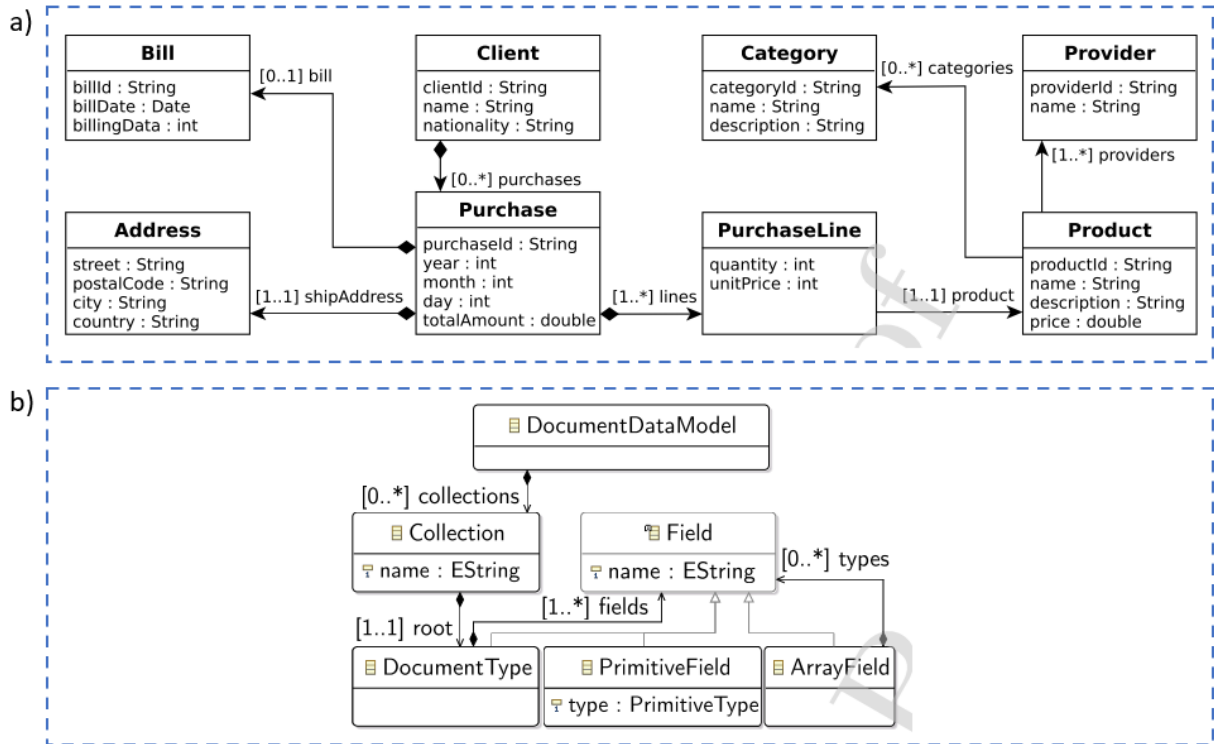 a)
Bill
billId : String
billDate : Date
billingData : int
[0..1] bill
Client
clientId : String
name : String
nationality : String
[0..*] purchases
Category
categoryId : String
name : String
description : String
[0..*] categories
Provider
providerId : String
name : String
[1..*] providers
Address
street : String
postalCode : String
city : String
country : String
[1..1] shipAddress
Purchase
purchaseId : String
year : int
month : int
day : int
totalAmount : double
[1..*] lines
PurchaseLine
quantity : int
unitPrice : int
[1..1] product
Product
productId : String
name : String
description : String
price : double
b)
DocumentDataModel
[0..*] collections
Collection
name : EString
Field
name : EString
[0..*] types
[1..*] fields
[1..1] root
DocumentType
PrimitiveField
type : PrimitiveType
ArrayField